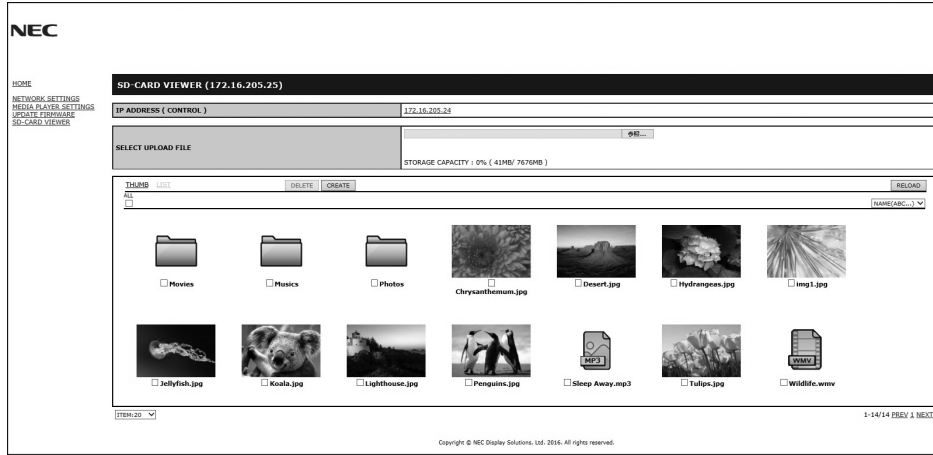 NEC
HOME
NETWORK SETTINGS
MEDIA PLAYER SETTINGS
UPDATE FIRMWARE
SD-CARD VIEWER
SD-CARD VIEWER (172.16.205.25)
IP ADDRESS ( CONTROL ) 172.16.205.24
SELECT UPLOAD FILE 参照...
STORAGE CAPACITY : 0% ( 41MB/ 7676MB )
THUMB LIST DELETE CREATE RELOAD
ALL
NAME(ABC...)
Movies Musics Photos Chrysanthemum.jpg Desert.jpg Hydrangeas.jpg img1.jpg
MP3 WMV
Jellyfish.jpg Koala.jpg Lighthouse.jpg Penguins.jpg Sleep Away.mp3 Tulips.jpg Wildlife.wmv
ITEM:20 1-14/14 PREV 1 NEXT
Copyright © NEC Display Solutions, Ltd. 2016. All rights reserved.